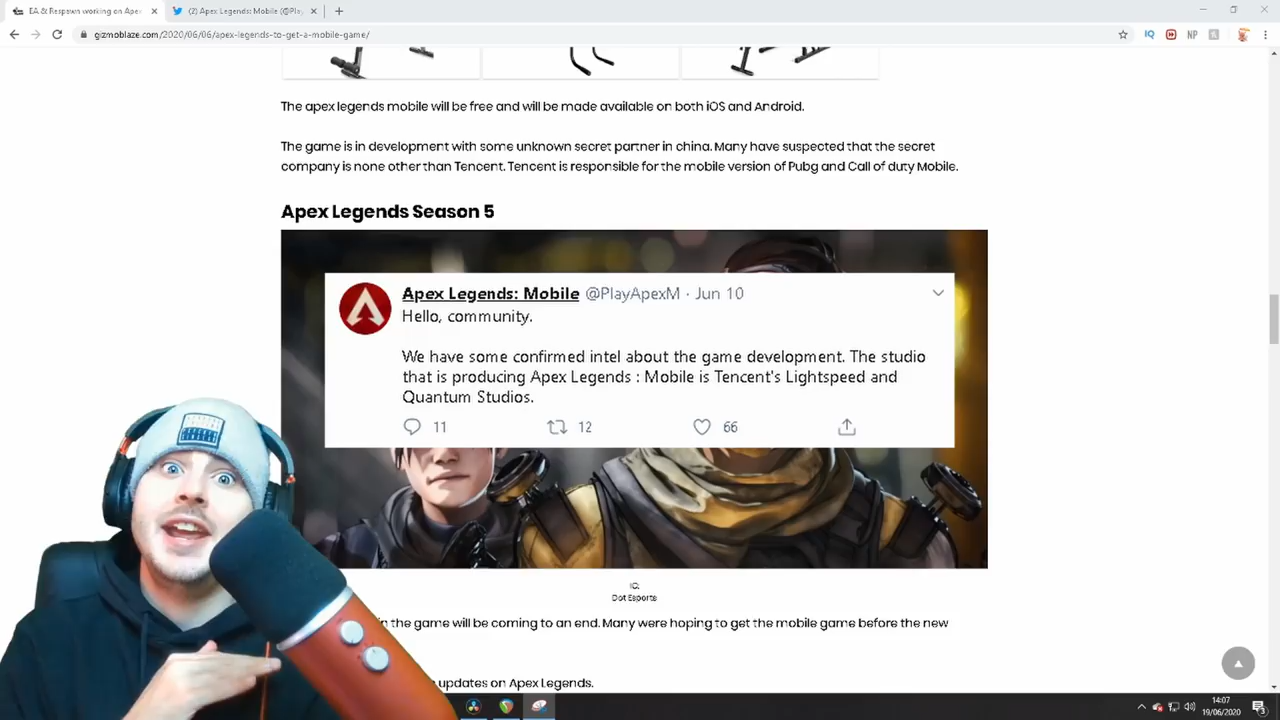 EA & Respawn working on Apex
(2) Apex Legends: Mobile (@Play
gizmoblaze.com/2020/06/06/apex-legends-to-get-a-mobile-game/
IQ
NP
The apex legends mobile will be free and will be made available on both iOS and Android.
The game is in development with some unknown secret partner in china. Many have suspected that the secret
company is none other than Tencent. Tencent is responsible for the mobile version of Pubg and Call of duty Mobile.
Apex Legends Season 5
Apex Legends: Mobile @PlayApexM · Jun 10
Hello, community.
We have some confirmed intel about the game development. The studio
that is producing Apex Legends : Mobile is Tencent's Lightspeed and
Quantum Studios.
11 12 66
Dot Esports
in the game will be coming to an end. Many were hoping to get the mobile game before the new
updates on Apex Legends.
14:07
19/06/2020